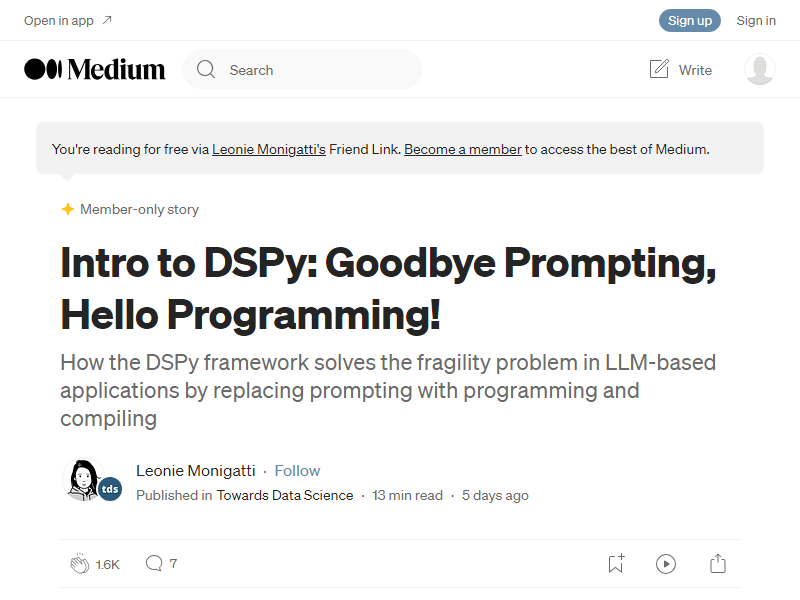 Open in app
Sign up
Sign in
Medium
Search
Write
You're reading for free via Leonie Monigatti's Friend Link. Become a member to access the best of Medium.
Member-only story
Intro to DSPy: Goodbye Prompting,
Hello Programming!
How the DSPy framework solves the fragility problem in LLM-based
applications by replacing prompting with programming and
compiling
Leonie Monigatti · Follow
tds
Published in Towards Data Science · 13 min read · 5 days ago
1.6K
7